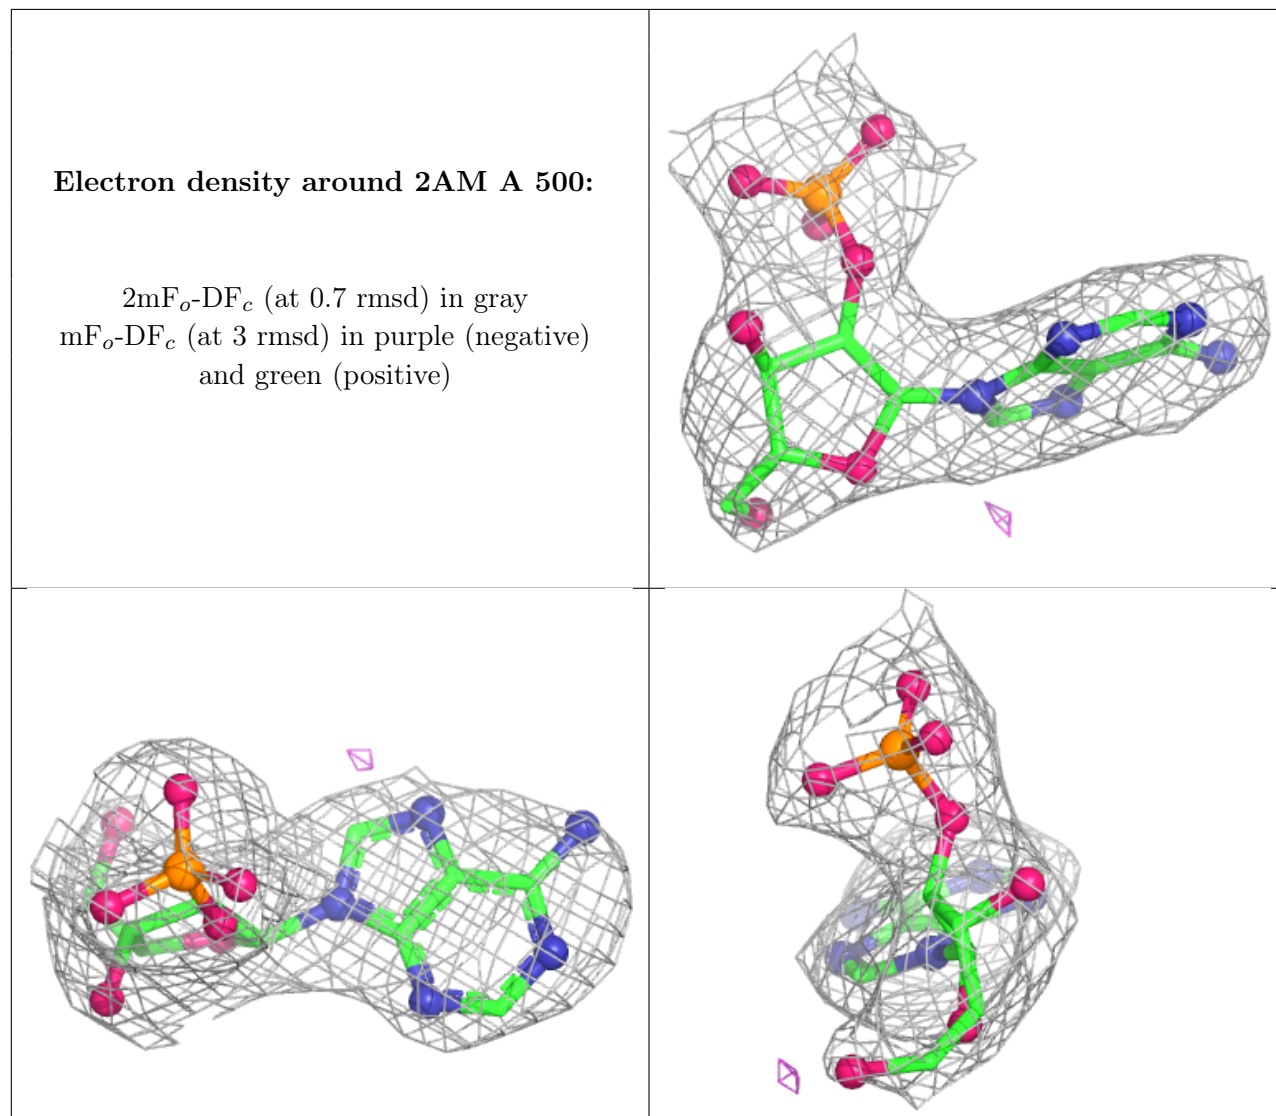 Electron density around 2AM A 500:
2mFo-DFc (at 0.7 rmsd) in gray
mFo-DFc (at 3 rmsd) in purple (negative)
and green (positive)